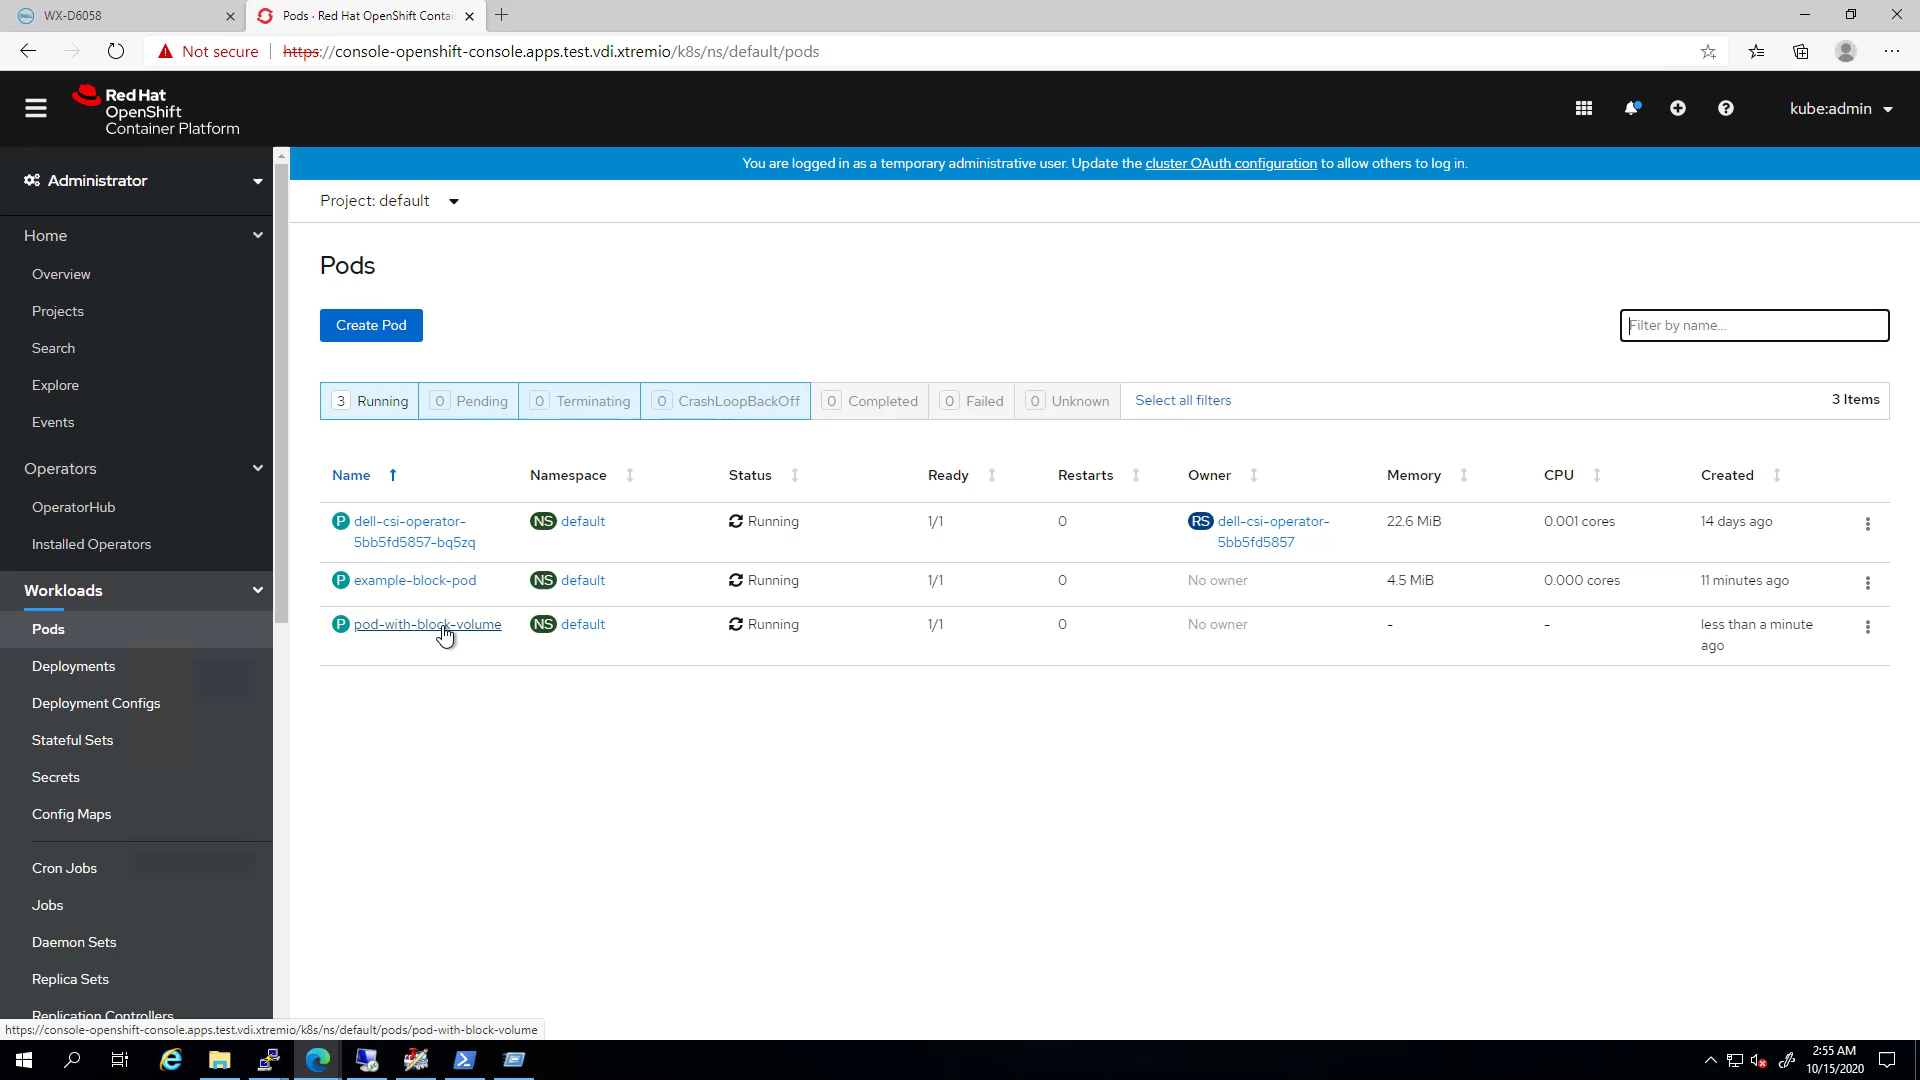 WX-D6058
Pods · Red Hat OpenShift Contai
Not secure
https://console-openshift-console.apps.test.vdi.xtremio/k8s/ns/default/pods
Red Hat
OpenShift
Container Platform
kube:admin
You are logged in as a temporary administrative user. Update the cluster OAuth configuration to allow others to log in.
Administrator
Project: default
Home
Overview
Projects
Search
Explore
Events
Operators
OperatorHub
Installed Operators
Workloads
Pods
Deployments
Deployment Configs
Stateful Sets
Secrets
Config Maps
Cron Jobs
Jobs
Daemon Sets
Replica Sets
Replication Controllers
Pods
Create Pod
Filter by name...
3 Running
0 Pending
0 Terminating
0 CrashLoopBackOff
0 Completed
0 Failed
0 Unknown
Select all filters
3 Items
Name Namespace Status Ready Restarts Owner Memory CPU Created
P dell-csi-operator- NS default Running 1/1 0 RS dell-csi-operator- 22.6 MiB 0.001 cores 14 days ago
5bb5fd5857-bq5zq 5bb5fd5857
P example-block-pod NS default Running 1/1 0 No owner 4.5 MiB 0.000 cores 11 minutes ago
P pod-with-block-volume NS default Running 1/1 0 No owner - - less than a minute
ago
https://console-openshift-console.apps.test.vdi.xtremio/k8s/ns/default/pods/pod-with-block-volume
2:55 AM
10/15/2020